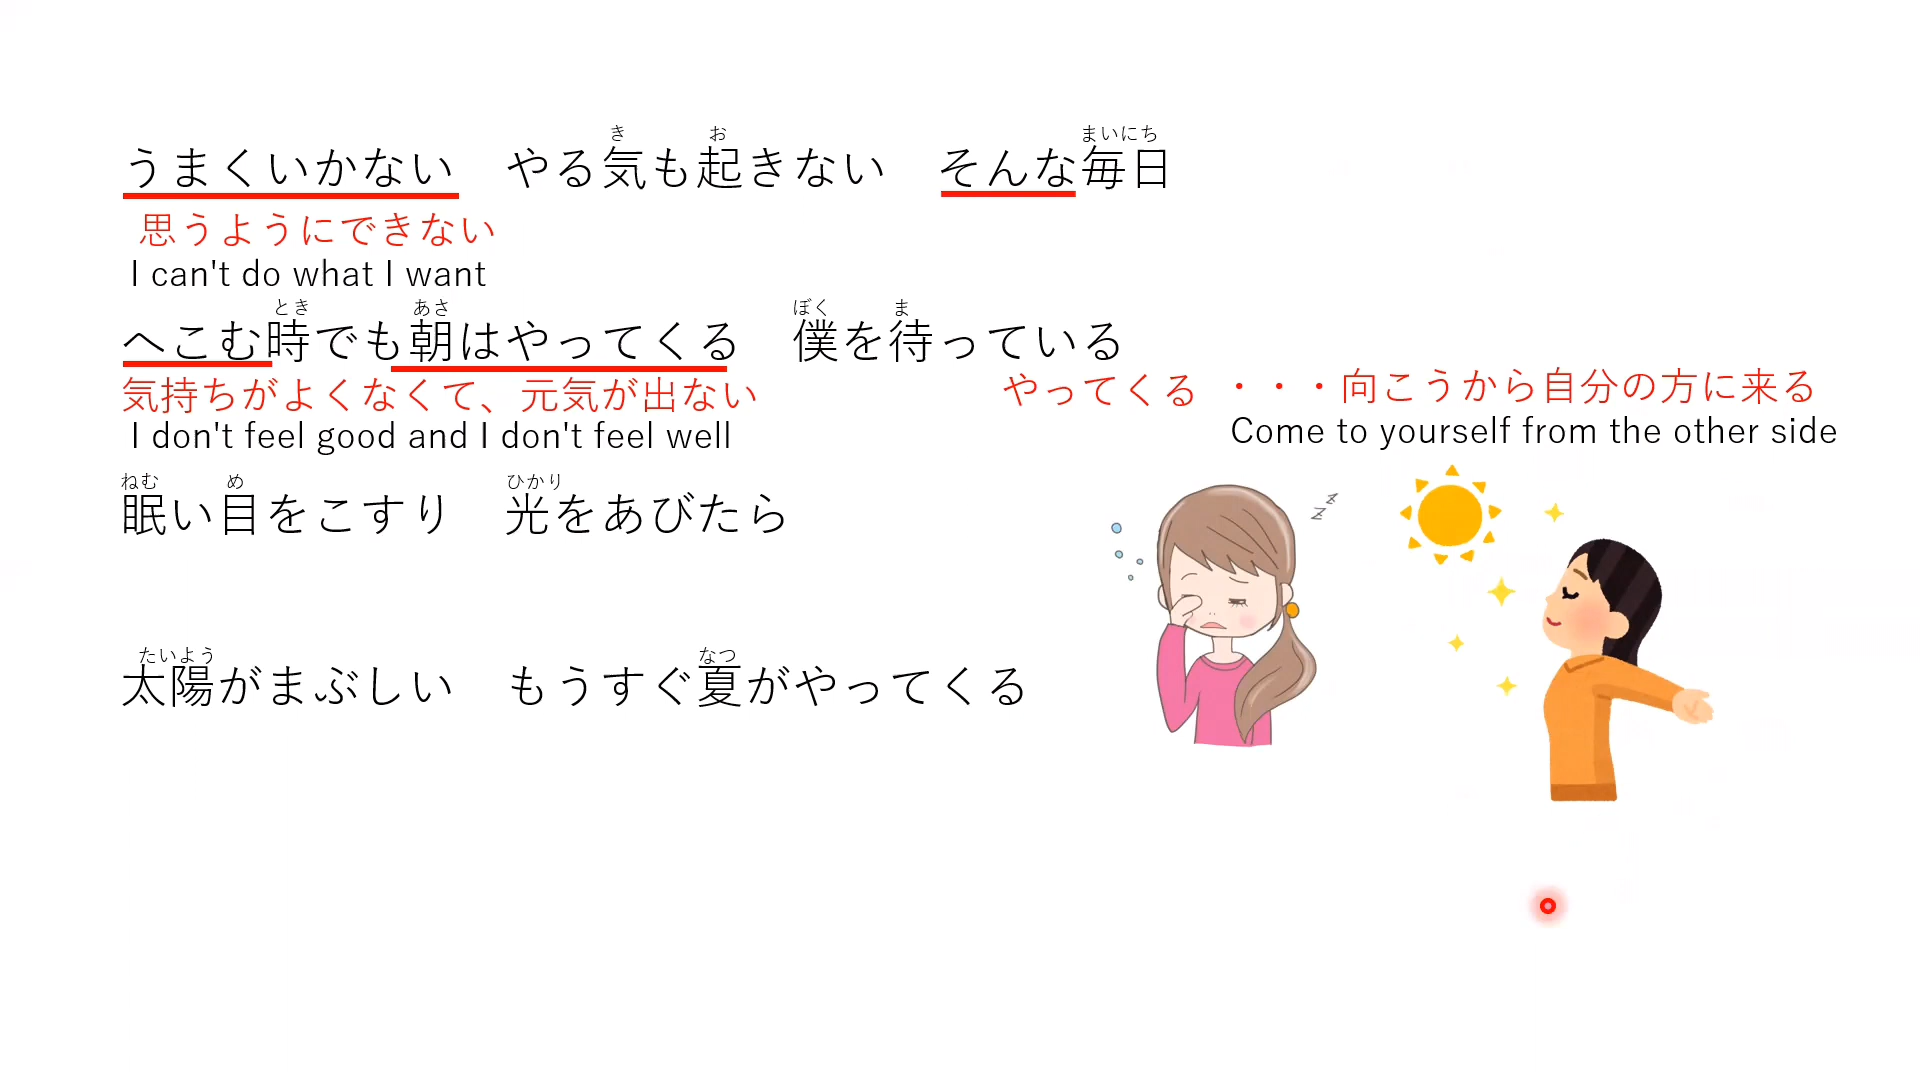 き お まいにち
うまくいかない　やる気も起きない　そんな毎日
思うようにできない
I can't do what I want
とき あさ ぼく ま
へこむ時でも朝はやってくる　僕を待っている
気持ちがよくなくて、元気が出ない
I don't feel good and I don't feel well
やってくる ・・・向こうから自分の方に来る
Come to yourself from the other side
ねむ め ひかり
眠い目をこすり　光をあびたら
z z
たいよう なつ
太陽がまぶしい　もうすぐ夏がやってくる